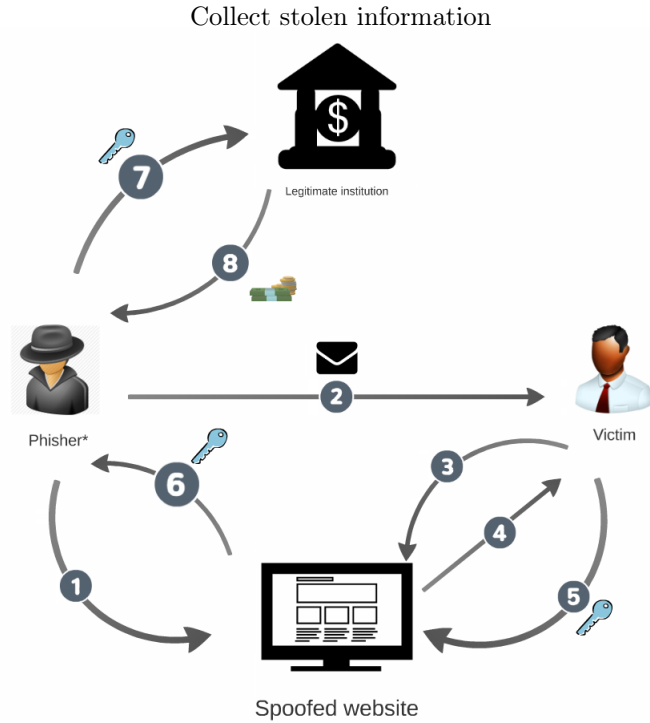 Collect stolen information
$
7
Legitimate institution
8
2
Phisher*
Victim
3
6
4
1
5
Spoofed website